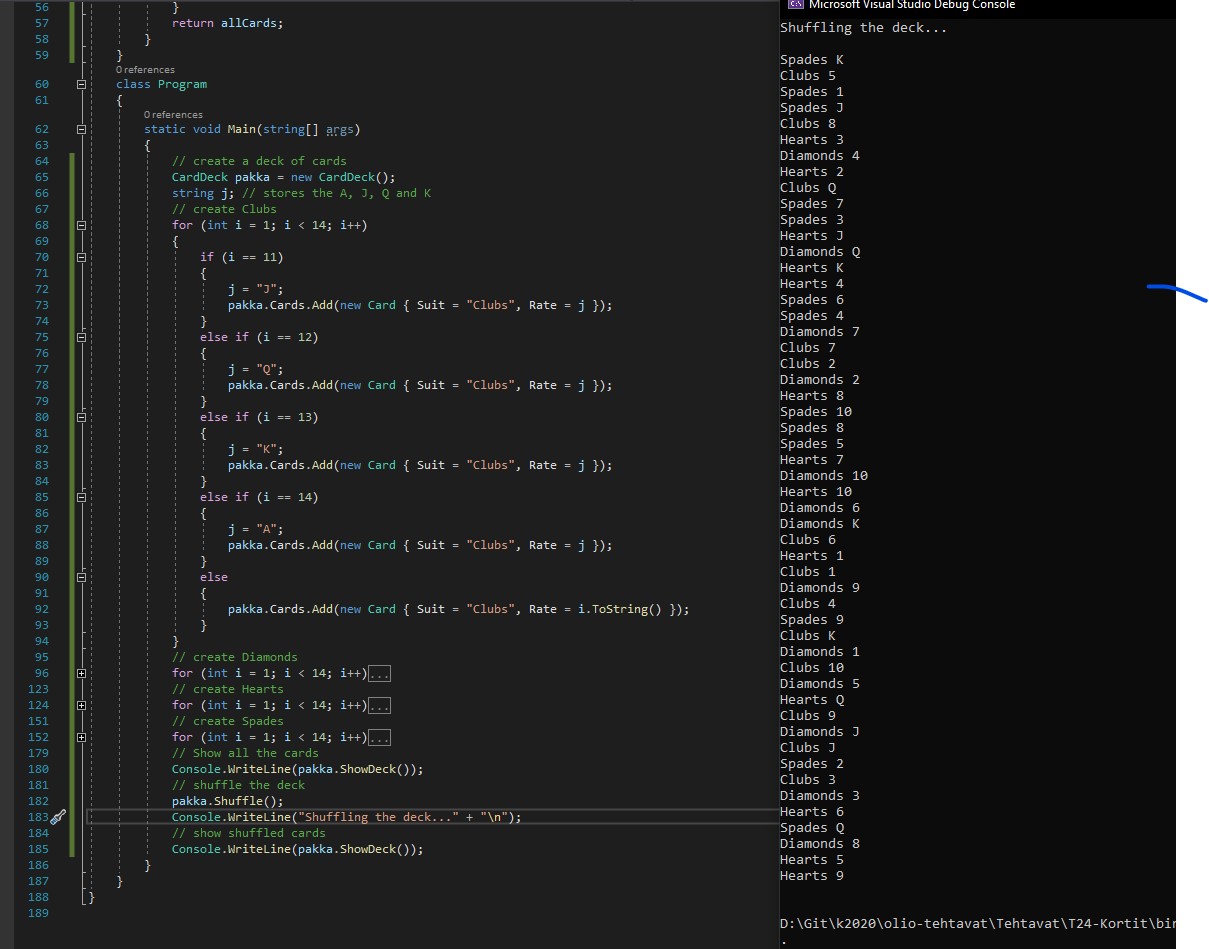 56 }
57 return allCards;
58 }
59 }
0 references
60 class Program
61 {
0 references
62 static void Main(string[] args)
63 {
64 // create a deck of cards
65 CardDeck pakka = new CardDeck();
66 string j; // stores the A, J, Q and K
67 // create Clubs
68 for (int i = 1; i < 14; i++)
69 {
70 if (i == 11)
71 {
72 j = "J";
73 pakka.Cards.Add(new Card { Suit = "Clubs", Rate = j });
74 }
75 else if (i == 12)
76 {
77 j = "Q";
78 pakka.Cards.Add(new Card { Suit = "Clubs", Rate = j });
79 }
80 else if (i == 13)
81 {
82 j = "K";
83 pakka.Cards.Add(new Card { Suit = "Clubs", Rate = j });
84 }
85 else if (i == 14)
86 {
87 j = "A";
88 pakka.Cards.Add(new Card { Suit = "Clubs", Rate = j });
89 }
90 else
91 {
92 pakka.Cards.Add(new Card { Suit = "Clubs", Rate = i.ToString() });
93 }
94 }
95 // create Diamonds
96 for (int i = 1; i < 14; i++)...
123 // create Hearts
124 for (int i = 1; i < 14; i++)...
151 // create Spades
152 for (int i = 1; i < 14; i++)...
179 // Show all the cards
180 Console.WriteLine(pakka.ShowDeck());
181 // shuffle the deck
182 pakka.Shuffle();
183 Console.WriteLine("Shuffling the deck..." + "\n");
184 // show shuffled cards
185 Console.WriteLine(pakka.ShowDeck());
186 }
187 }
188 }
189
Microsoft Visual Studio Debug Console
Shuffling the deck...
Spades K
Clubs 5
Spades 1
Spades J
Clubs 8
Hearts 3
Diamonds 4
Hearts 2
Clubs Q
Spades 7
Spades 3
Hearts J
Diamonds Q
Hearts K
Hearts 4
Spades 6
Spades 4
Diamonds 7
Clubs 7
Clubs 2
Diamonds 2
Hearts 8
Spades 10
Spades 8
Spades 5
Hearts 7
Diamonds 10
Hearts 10
Diamonds 6
Diamonds K
Clubs 6
Hearts 1
Clubs 1
Diamonds 9
Clubs 4
Spades 9
Clubs K
Diamonds 1
Clubs 10
Diamonds 5
Hearts Q
Clubs 9
Diamonds J
Clubs J
Spades 2
Clubs 3
Diamonds 3
Hearts 6
Spades Q
Diamonds 8
Hearts 5
Hearts 9
D:\Git\k2020\olio-tehtavat\Tehtavat\T24-Kortit\bin
.